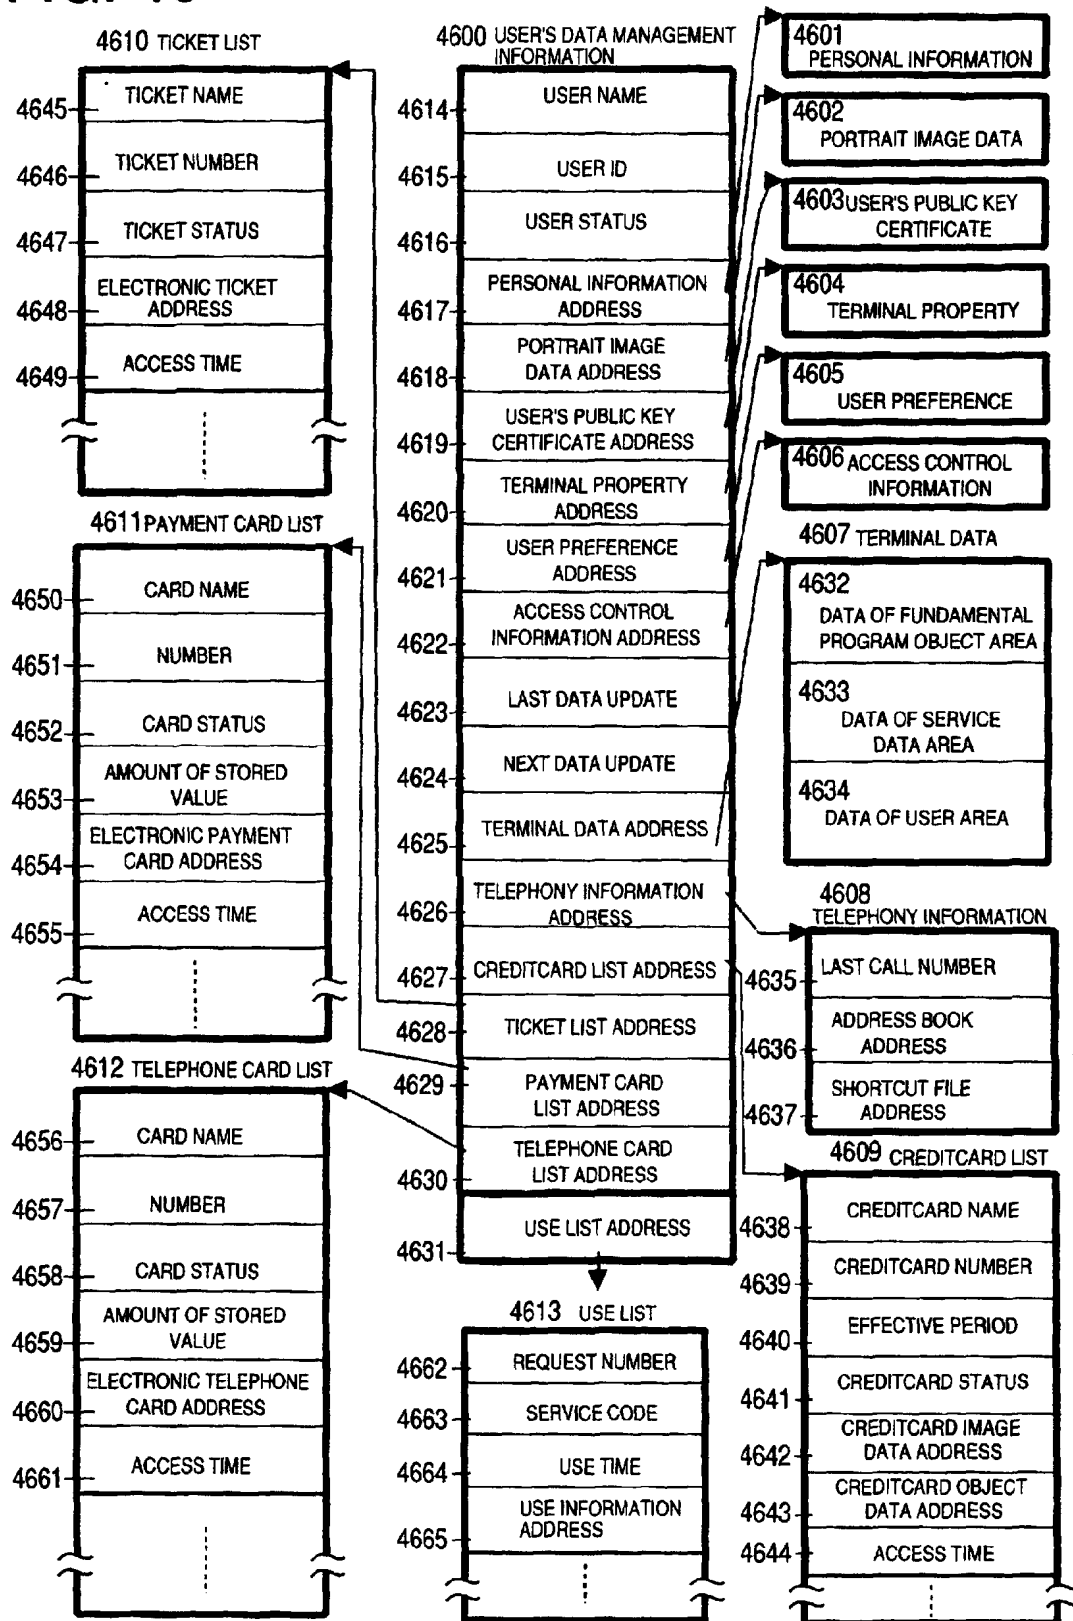 4610 TICKET LIST
TICKET NAME
4645
TICKET NUMBER
4646
TICKET STATUS
4647
ELECTRONIC TICKET
ADDRESS
4648
ACCESS TIME
4649
4611 PAYMENT CARD LIST
CARD NAME
4650
NUMBER
4651
CARD STATUS
4652
AMOUNT OF STORED
VALUE
4653
ELECTRONIC PAYMENT
CARD ADDRESS
4654
ACCESS TIME
4655
4612 TELEPHONE CARD LIST
CARD NAME
4656
NUMBER
4657
CARD STATUS
4658
AMOUNT OF STORED
VALUE
4659
ELECTRONIC TELEPHONE
CARD ADDRESS
4660
ACCESS TIME
4661
4600 USER'S DATA MANAGEMENT
INFORMATION
USER NAME
4614
USER ID
4615
USER STATUS
4616
PERSONAL INFORMATION
ADDRESS
4617
PORTRAIT IMAGE
DATA ADDRESS
4618
USER'S PUBLIC KEY
CERTIFICATE ADDRESS
4619
TERMINAL PROPERTY
ADDRESS
4620
USER PREFERENCE
ADDRESS
4621
ACCESS CONTROL
INFORMATION ADDRESS
4622
LAST DATA UPDATE
4623
NEXT DATA UPDATE
4624
TERMINAL DATA ADDRESS
4625
TELEPHONY INFORMATION
ADDRESS
4626
CREDITCARD LIST ADDRESS
4627
TICKET LIST ADDRESS
4628
PAYMENT CARD
LIST ADDRESS
4629
TELEPHONE CARD
LIST ADDRESS
4630
USE LIST ADDRESS
4631
4613 USE LIST
REQUEST NUMBER
4662
SERVICE CODE
4663
USE TIME
4664
USE INFORMATION
ADDRESS
4665
4601
PERSONAL INFORMATION
4602
PORTRAIT IMAGE DATA
4603 USER'S PUBLIC KEY
CERTIFICATE
4604
TERMINAL PROPERTY
4605
USER PREFERENCE
4606 ACCESS CONTROL
INFORMATION
4607 TERMINAL DATA
4632
DATA OF FUNDAMENTAL
PROGRAM OBJECT AREA
4633
DATA OF SERVICE
DATA AREA
4634
DATA OF USER AREA
4608
TELEPHONY INFORMATION
LAST CALL NUMBER
4635
ADDRESS BOOK
ADDRESS
4636
SHORTCUT FILE
ADDRESS
4637
4609 CREDITCARD LIST
CREDITCARD NAME
4638
CREDITCARD NUMBER
4639
EFFECTIVE PERIOD
4640
CREDITCARD STATUS
4641
CREDITCARD IMAGE
DATA ADDRESS
4642
CREDITCARD OBJECT
DATA ADDRESS
4643
ACCESS TIME
4644